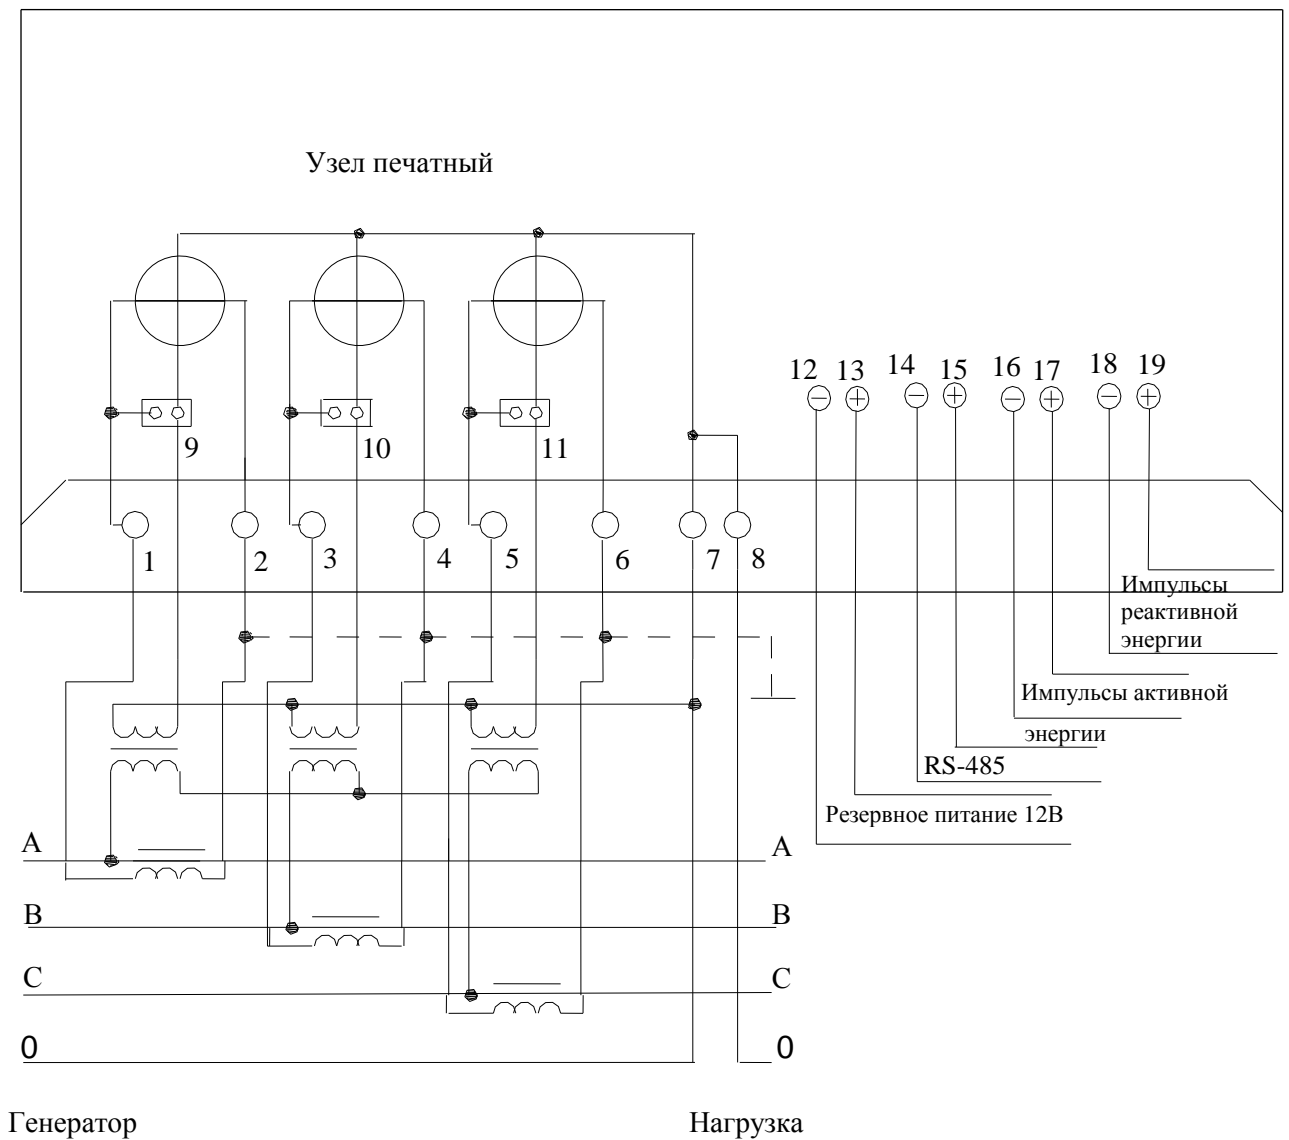 Узел печатный
12 13 14 15 16 17 18 19
9 10 11
1 2 3 4 5 6 7 8
Импульсы
реактивной
энергии
Импульсы активной
энергии
RS-485
Резервное питание 12В
A A
B B
C C
0 0
Генератор Нагрузка